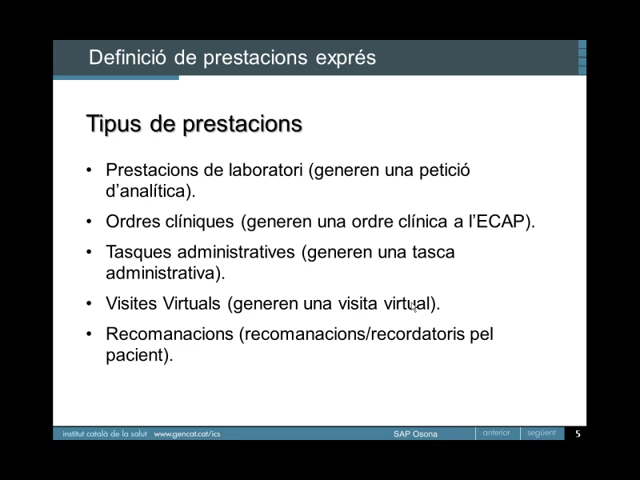 Definició de prestacions exprés
Tipus de prestacions
• Prestacions de laboratori (generen una petició
d’analítica).
• Ordres clíniques (generen una ordre clínica a l’ECAP).
• Tasques administratives (generen una tasca
administrativa).
• Visites Virtuals (generen una visita virtual).
• Recomanacions (recomanacions/recordatoris pel
pacient).
institut català de la salut www.gencat.cat/ics SAP Osona anterior següent 5